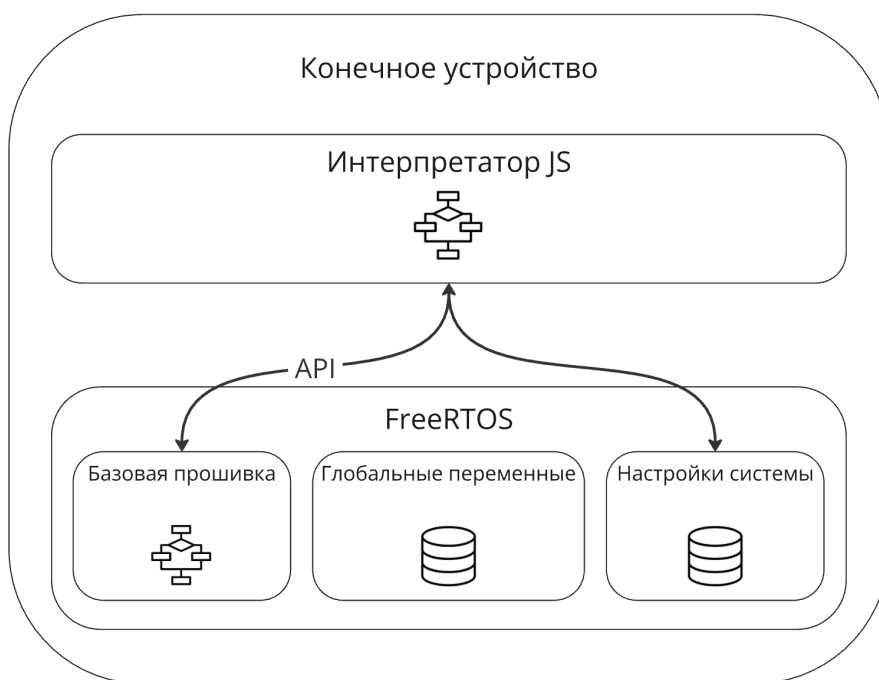 Конечное устройство
Интерпретатор JS
API
FreeRTOS
Базовая прошивка
Глобальные переменные
Настройки системы